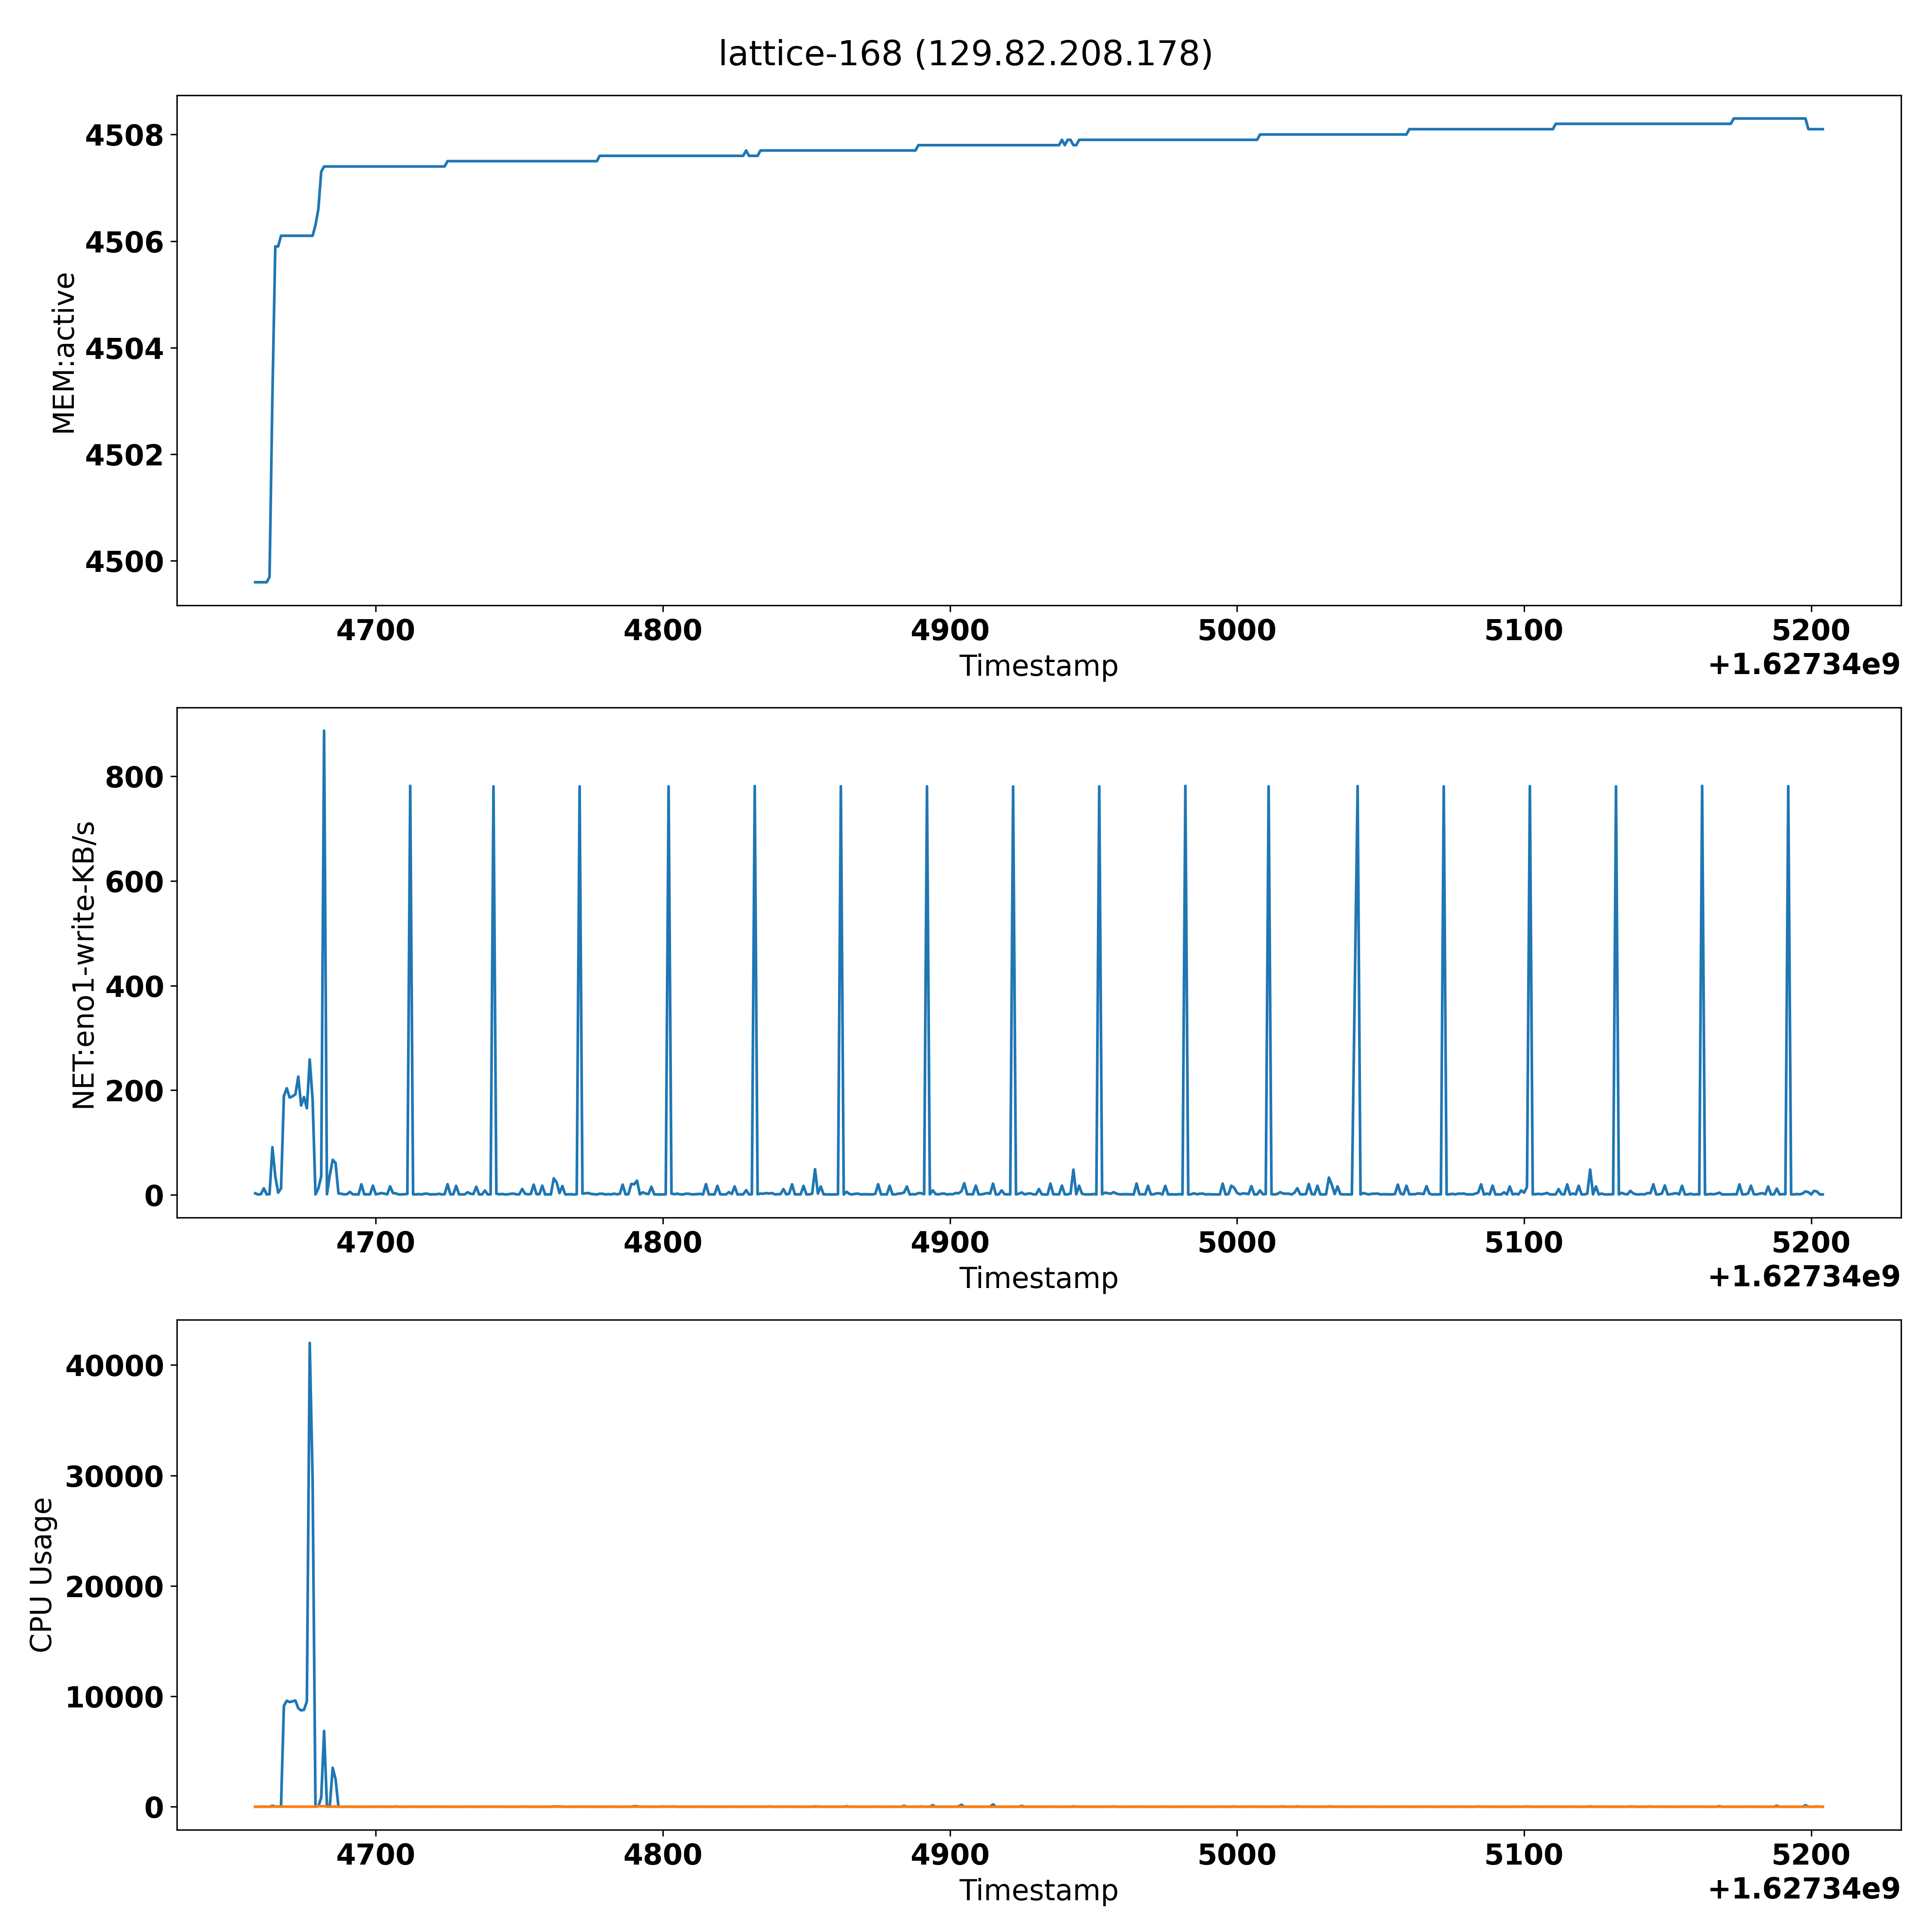 lattice-168 (129.82.208.178)
MEM:active
4508
4506
4504
4502
4500
4700 4800 4900 5000 5100 5200
Timestamp
+1.62734e9
NET:eno1-write-KB/s
800
600
400
200
0
4700 4800 4900 5000 5100 5200
Timestamp
+1.62734e9
CPU Usage
40000
30000
20000
10000
0
4700 4800 4900 5000 5100 5200
Timestamp
+1.62734e9